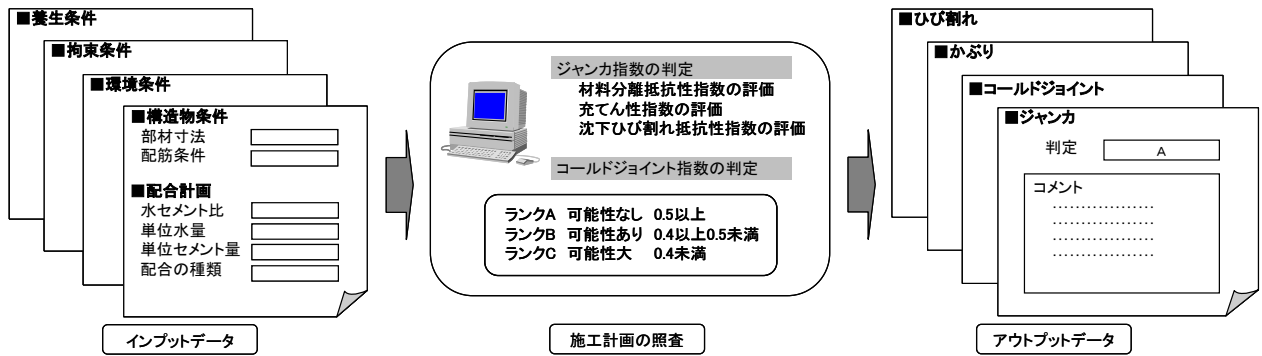 ■養生条件
■拘束条件
■環境条件
■構造物条件
部材寸法
配筋条件
■配合計画
水セメント比
単位水量
単位セメント量
配合の種類
インプットデータ
ジャンカ指数の判定
材料分離抵抗性指数の評価
充てん性指数の評価
沈下ひび割れ抵抗性指数の評価
コールドジョイント指数の判定
ランクA 可能性なし 0.5以上
ランクB 可能性あり 0.4以上0.5未満
ランクC 可能性大 0.4未満
施工計画の照査
■ひび割れ
■かぶり
■コールドジョイント
■ジャンカ
判定 A
コメント
………………
………………
………………
………………
アウトプットデータ